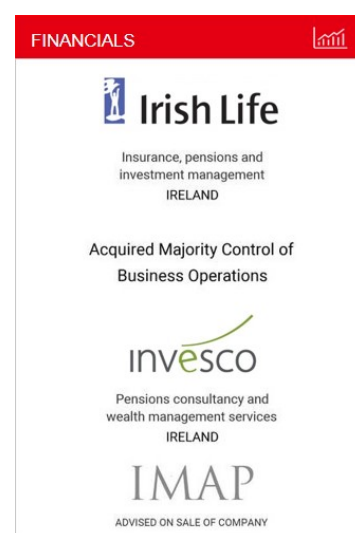 FINANCIALS
Irish Life
Insurance, pensions and
investment management
IRELAND
Acquired Majority Control of
Business Operations
invesco
Pensions consultancy and
wealth management services
IRELAND
IMAP
ADVISED ON SALE OF COMPANY